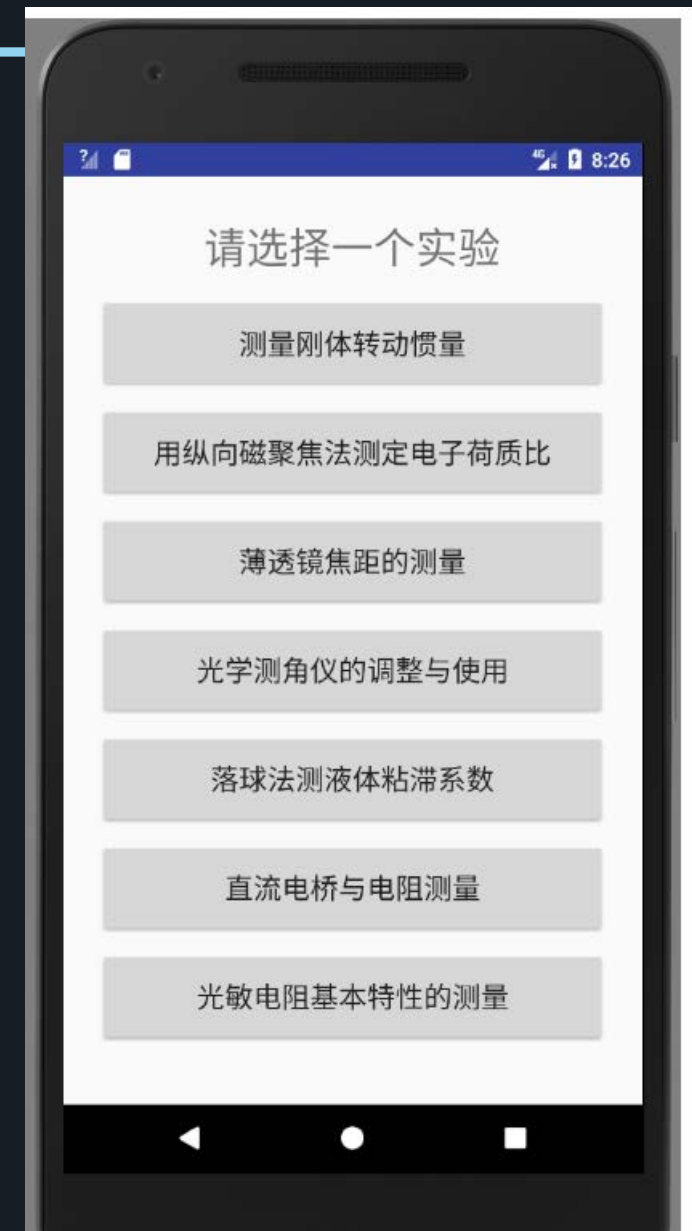 4G 8:26
请选择一个实验
测量刚体转动惯量
用纵向磁聚焦法测定电子荷质比
薄透镜焦距的测量
光学测角仪的调整与使用
落球法测液体粘滞系数
直流电桥与电阻测量
光敏电阻基本特性的测量